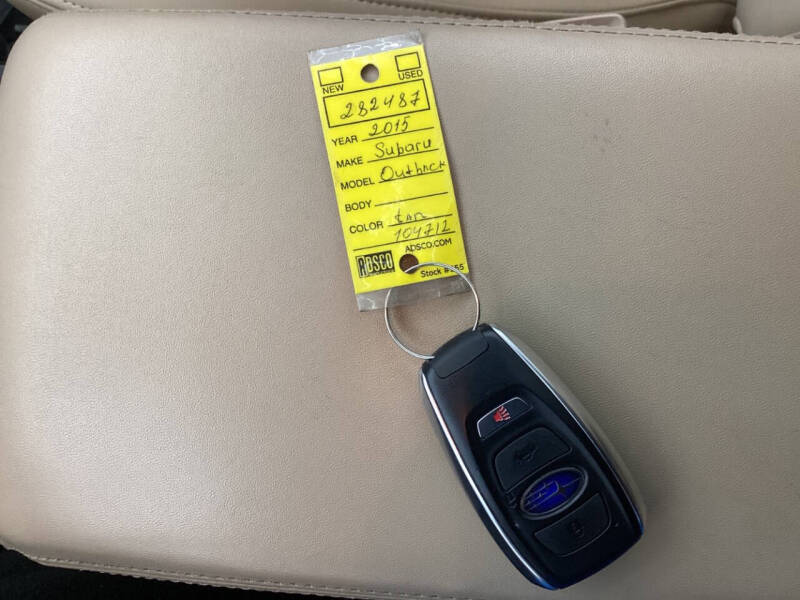 NEW USED
282487
YEAR 2015
MAKE Subaru
MODEL Outback
BODY
COLOR tan
104712
ADSCO ADSCO.COM
Stock #